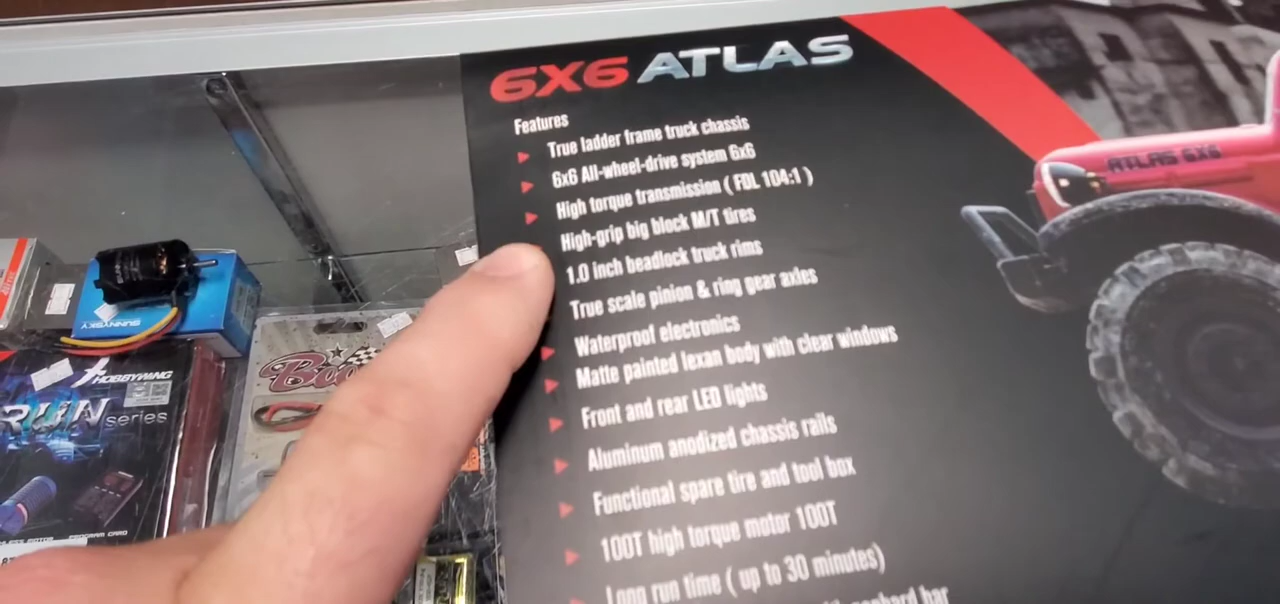 6X6 ATLAS
Features
True ladder frame truck chassis
6x6 All-wheel-drive system 6x6
High torque transmission ( FDL 104:1 )
High-grip big block M/T tires
1.0 inch beadlock truck rims
True scale pinion & ring gear axles
Waterproof electronics
Matte painted lexan body with clear windows
Front and rear LED lights
Aluminum anodized chassis rails
Functional spare tire and tool box
100T high torque motor 100T
Long run time ( up to 30 minutes)
bar
ATLAS 6X6
SUNNYSKY
HOBBYWING
RUN series
PROGRAM CARD